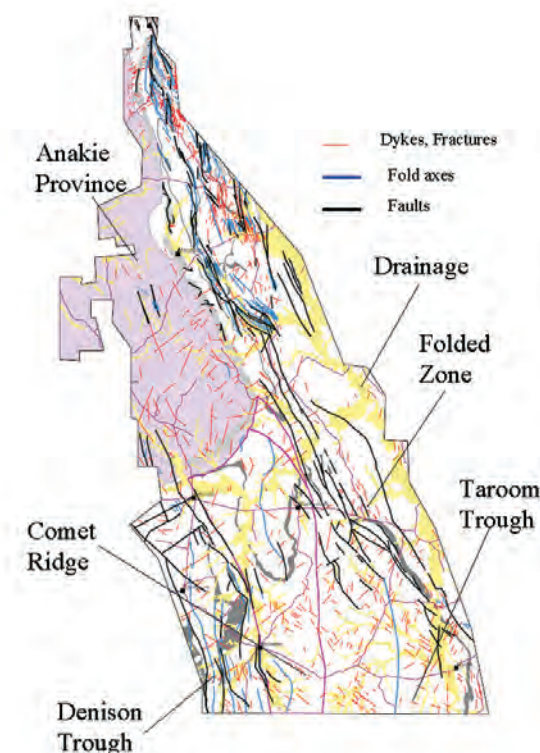 Dykes, Fractures
Anakie
Province
Fold axes
Faults
Drainage
Folded
Zone
Taroom
Trough
Comet
Ridge
Denison
Trough